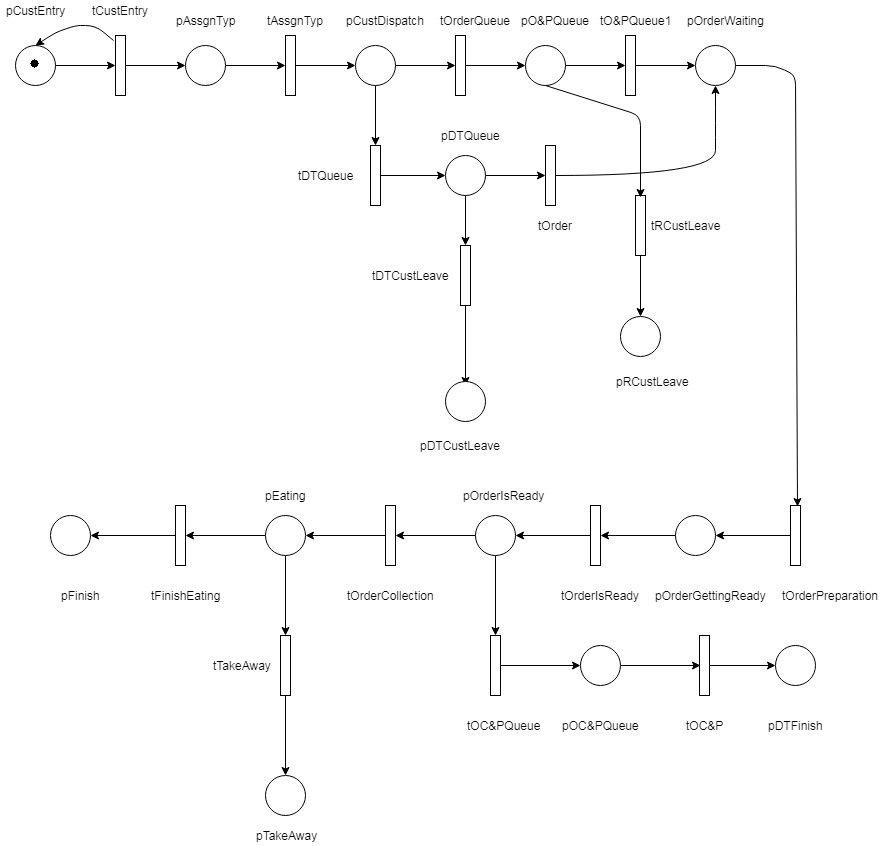 pCustEntry
tCustEntry
pAssgnTyp
tAssgnTyp
pCustDispatch
tOrderQueue
pO&PQueue
tO&PQueue1
pOrderWaiting
pDTQueue
tDTQueue
tOrder
tRCustLeave
tDTCustLeave
pRCustLeave
pDTCustLeave
pEating
pOrderIsReady
pFinish
tFinishEating
tOrderCollection
tOrderIsReady
pOrderGettingReady
tOrderPreparation
tTakeAway
tOC&PQueue
pOC&PQueue
tOC&P
pDTFinish
pTakeAway